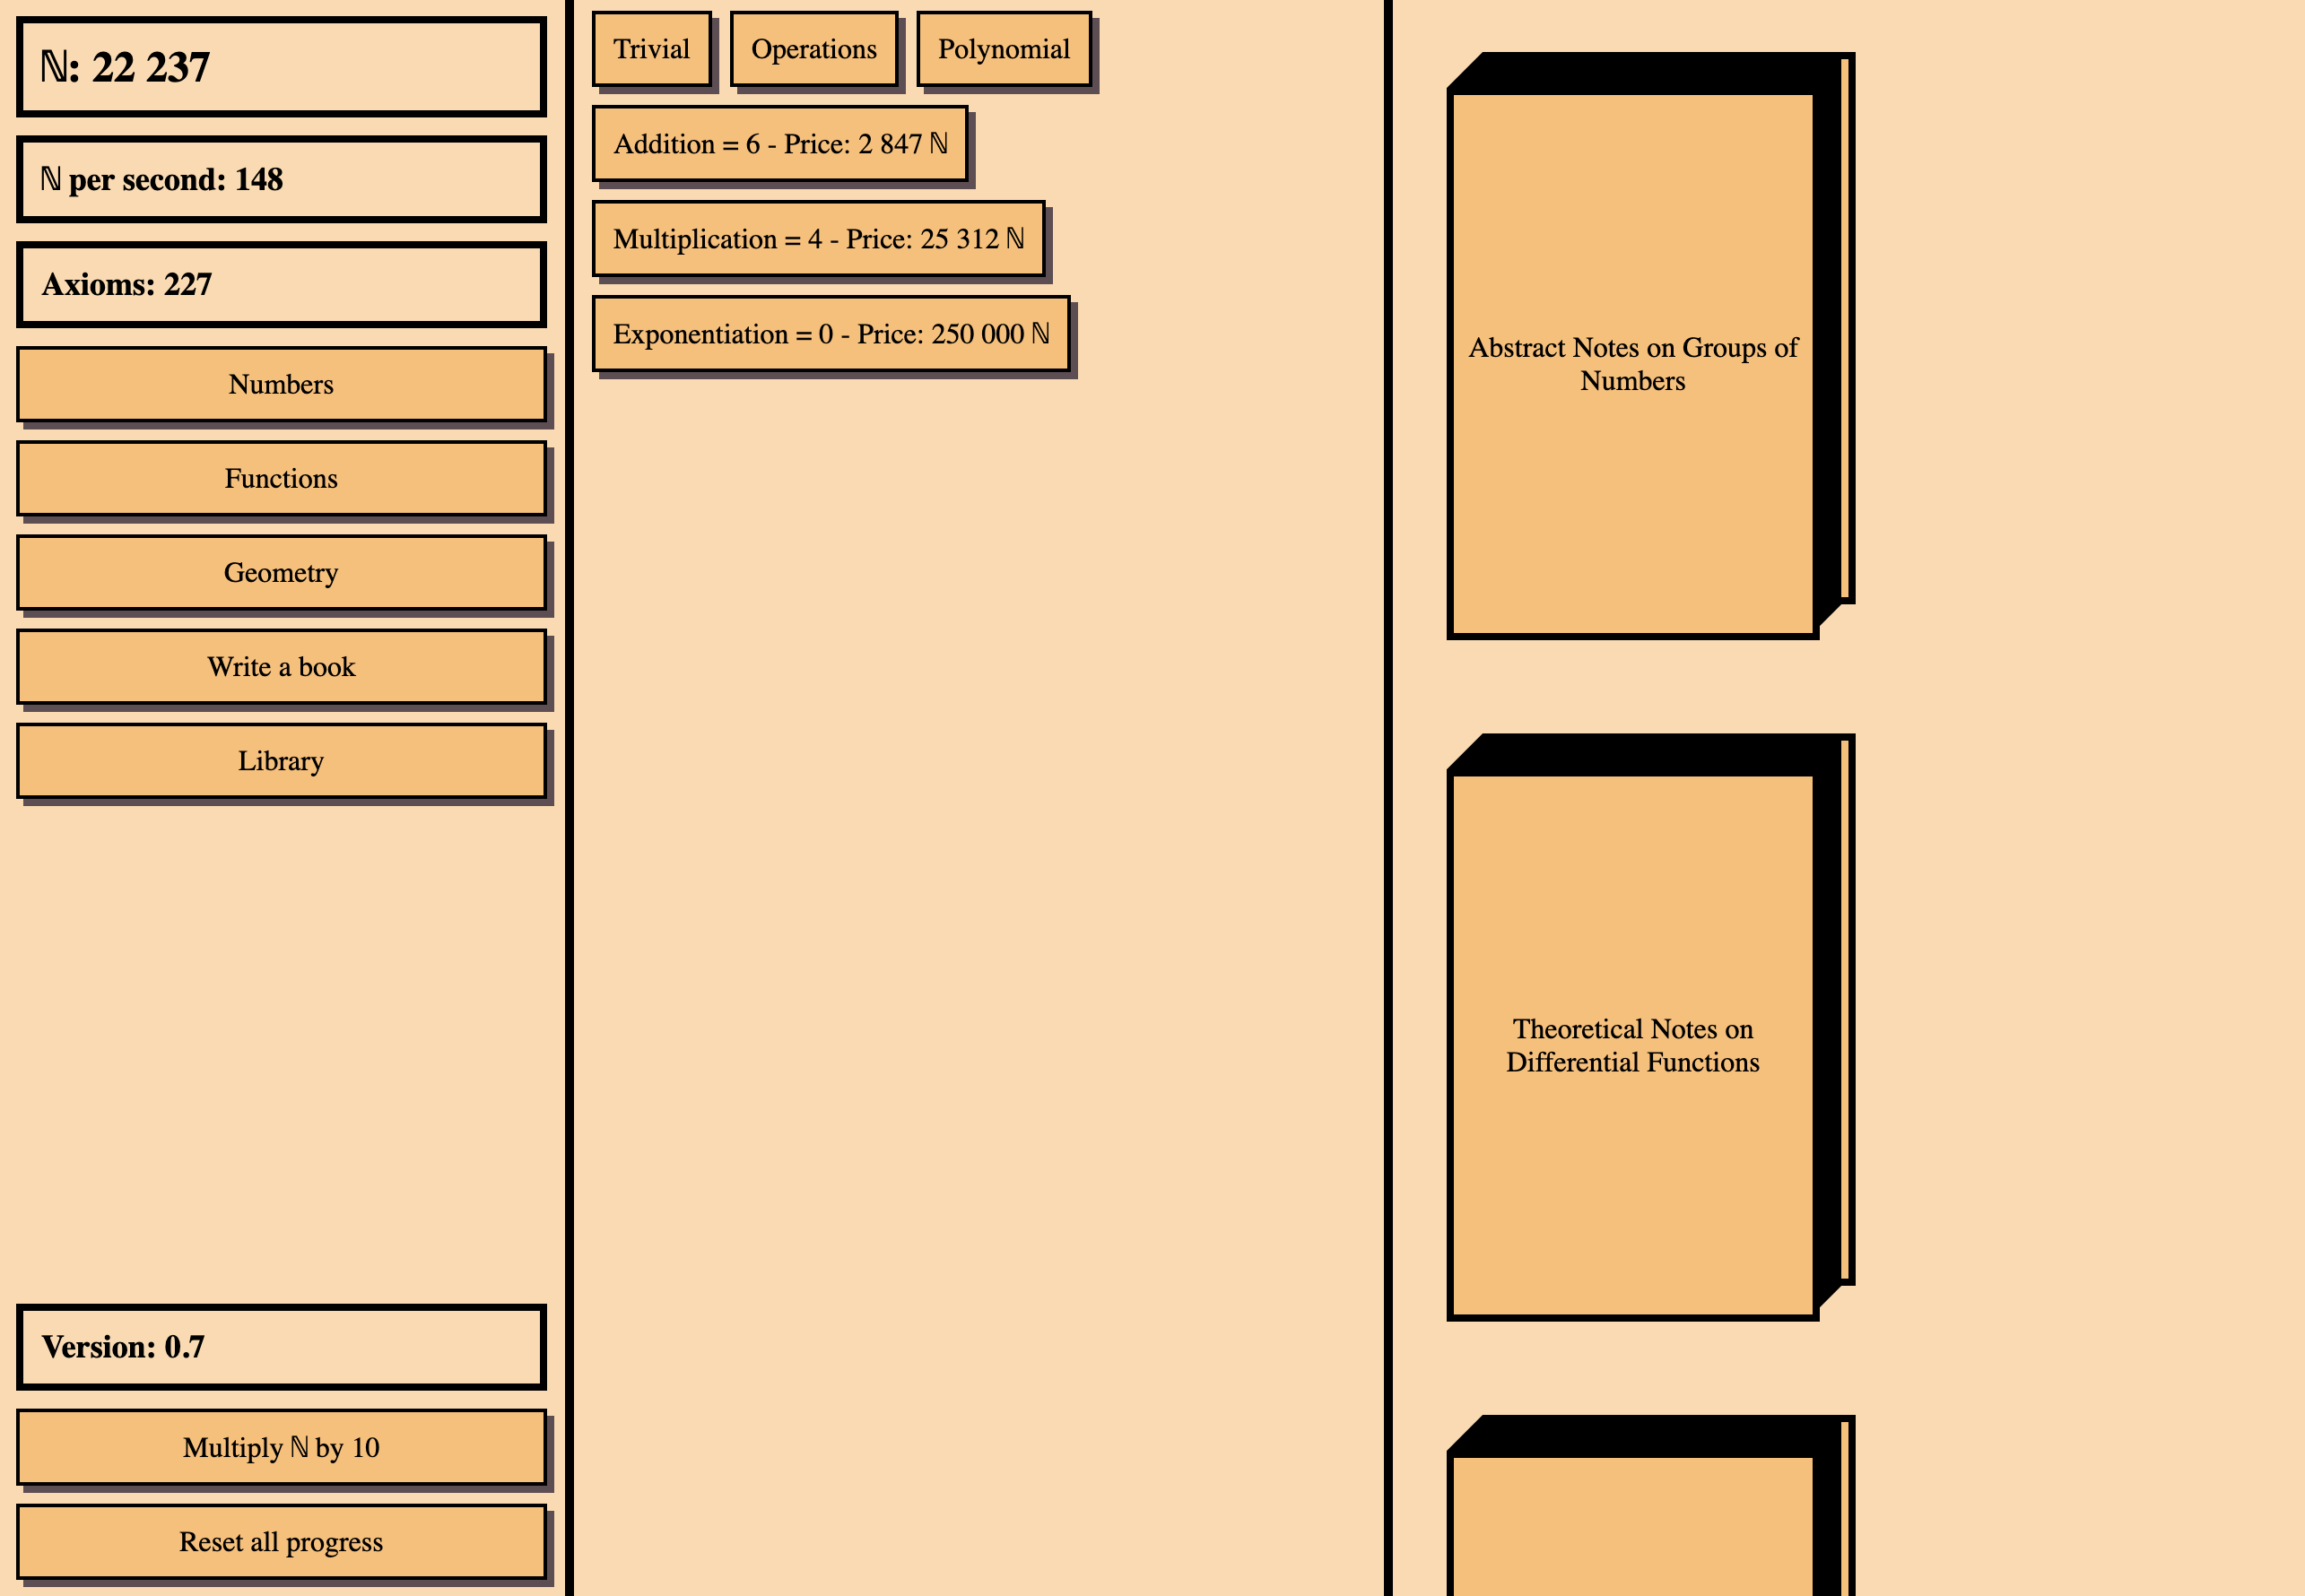 ℕ: 22 237
ℕ per second: 148
Axioms: 227
Numbers
Functions
Geometry
Write a book
Library
Version: 0.7
Multiply ℕ by 10
Reset all progress
Trivial
Operations
Polynomial
Addition = 6 - Price: 2 847 ℕ
Multiplication = 4 - Price: 25 312 ℕ
Exponentiation = 0 - Price: 250 000 ℕ
Abstract Notes on Groups of
Numbers
Theoretical Notes on
Differential Functions